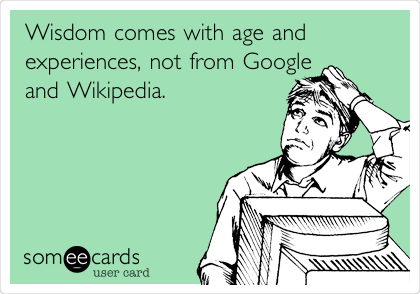 Wisdom comes with age and
experiences, not from Google
and Wikipedia.
someecards
user card